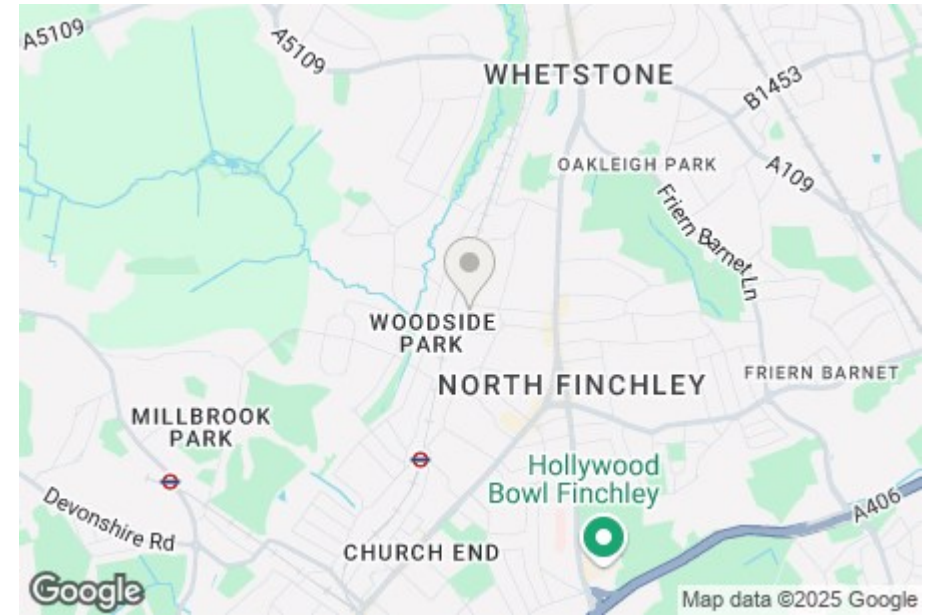 A5109
A5109
WHETSTONE
B1453
OAKLEIGH PARK
A109
Friern Barnet Ln
WOODSIDE
PARK
NORTH FINCHLEY
FRIERN BARNET
MILLBROOK
PARK
Hollywood
Bowl Finchley
Devonshire Rd
A406
CHURCH END
Google
Map data ©2025 Google